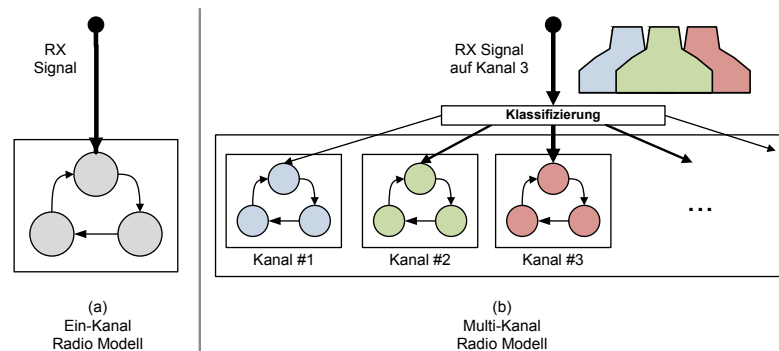 RX
Signal
(a)
Ein-Kanal
Radio Modell
RX Signal
auf Kanal 3
Klassifizierung
...
Kanal #1
Kanal #2
Kanal #3
(b)
Multi-Kanal
Radio Modell